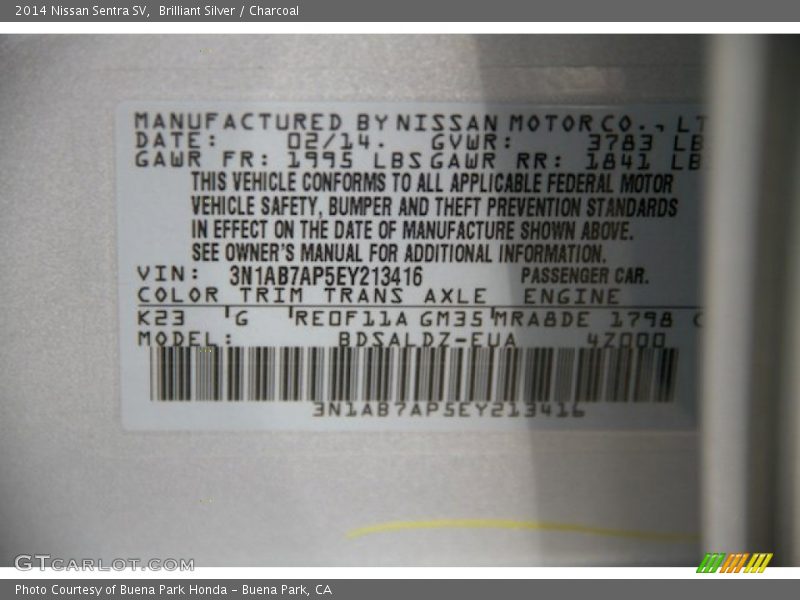 2014 Nissan Sentra SV, Brilliant Silver / Charcoal
MANUFACTURED BY NISSAN MOTOR CO., LT
DATE: 02/14. GVWR: 3783 LB
GAWR FR: 1995 LBS GAWR RR: 1841 LB
THIS VEHICLE CONFORMS TO ALL APPLICABLE FEDERAL MOTOR
VEHICLE SAFETY, BUMPER AND THEFT PREVENTION STANDARDS
IN EFFECT ON THE DATE OF MANUFACTURE SHOWN ABOVE.
SEE OWNER'S MANUAL FOR ADDITIONAL INFORMATION.
VIN: 3N1AB7AP5EY213416 PASSENGER CAR.
COLOR TRIM TRANS AXLE ENGINE
K23 G RE0F11A GM35 MRA8DE 1798 C
MODEL: BDSALDZ-EUA 4Z000
3N1AB7AP5EY213416
GTCARLOT.COM
Photo Courtesy of Buena Park Honda - Buena Park, CA